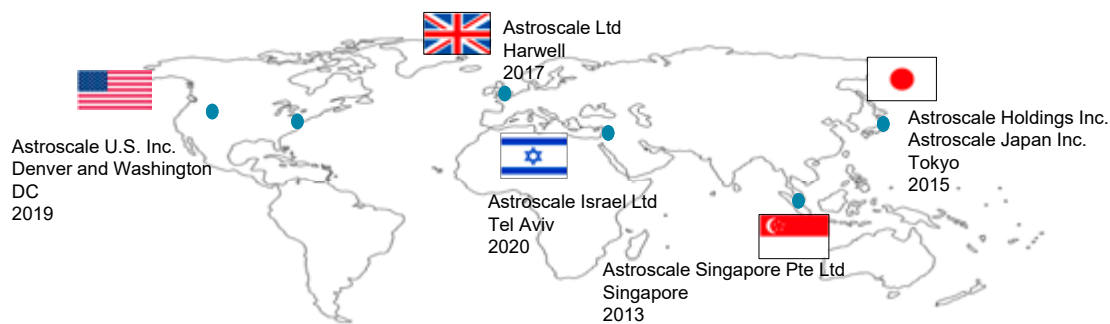 Astroscale Ltd
Harwell
2017
Astroscale U.S. Inc.
Denver and Washington
DC
2019
Astroscale Holdings Inc.
Astroscale Japan Inc.
Tokyo
2015
Astroscale Israel Ltd
Tel Aviv
2020
Astroscale Singapore Pte Ltd
Singapore
2013